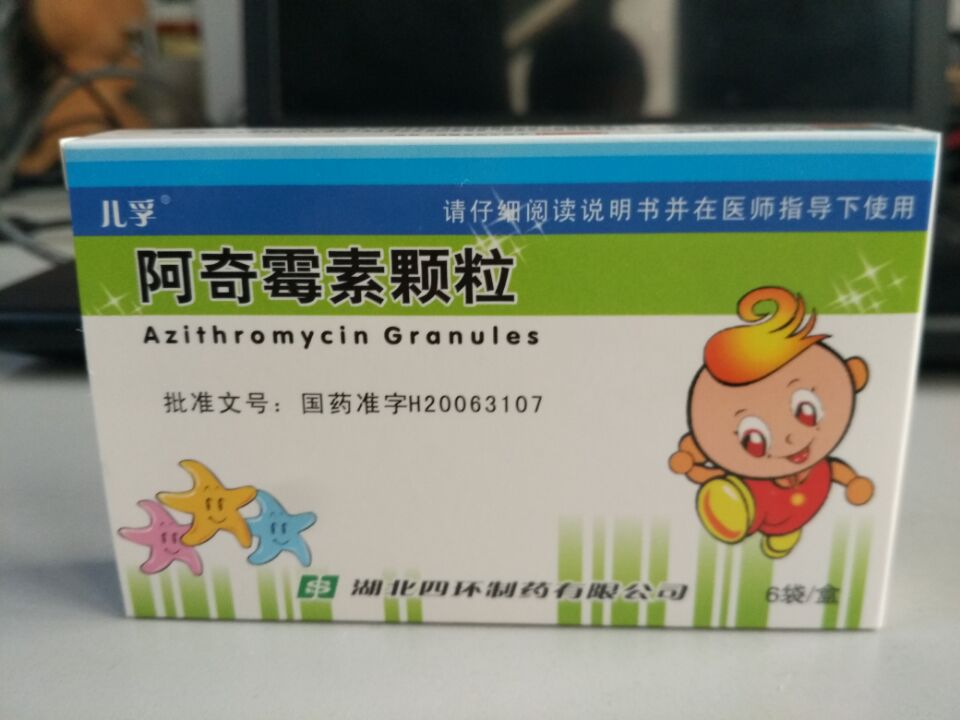 儿孚®
请仔细阅读说明书并在医师指导下使用
阿奇霉素颗粒
Azithromycin Granules
批准文号：国药准字H20063107
湖北四环制药有限公司
6袋/盒